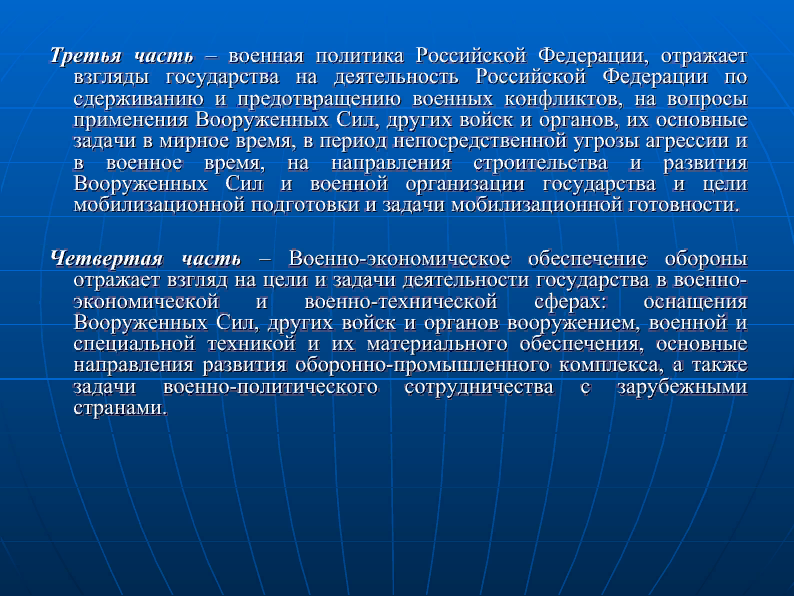 Третья часть – военная политика Российской Федерации, отражает
взгляды государства на деятельность Российской Федерации по
сдерживанию и предотвращению военных конфликтов, на вопросы
применения Вооруженных Сил, других войск и органов, их основные
задачи в мирное время, в период непосредственной угрозы агрессии и
в военное время, на направления строительства и развития
Вооруженных Сил и военной организации государства и цели
мобилизационной подготовки и задачи мобилизационной готовности.
Четвертая часть – Военно-экономическое обеспечение обороны
отражает взгляд на цели и задачи деятельности государства в военно-
экономической и военно-технической сферах: оснащения
Вооруженных Сил, других войск и органов вооружением, военной и
специальной техникой и их материального обеспечения, основные
направления развития оборонно-промышленного комплекса, а также
задачи военно-политического сотрудничества с зарубежными
странами.